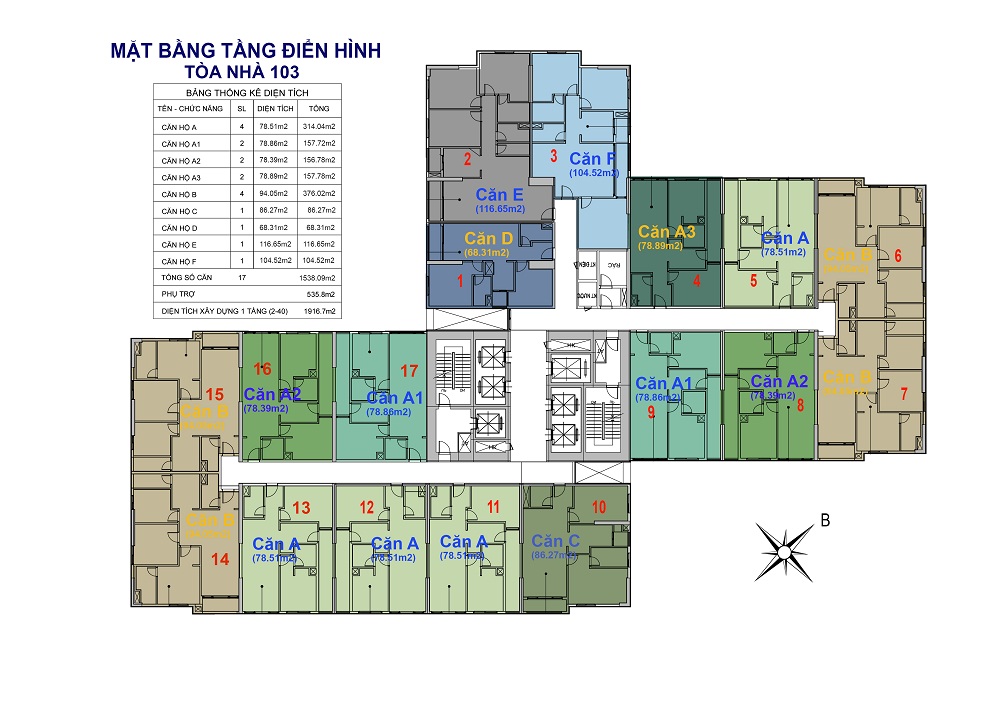 MẶT BẰNG TẦNG ĐIỂN HÌNH
TÒA NHÀ 103
BẢNG THỐNG KÊ DIỆN TÍCH
TÊN - CHỨC NĂNG SL DIỆN TÍCH TỔNG
CĂN HỘ A 4 78.51m2 314.04m2
CĂN HỘ A1 2 78.86m2 157.72m2
CĂN HỘ A2 2 78.39m2 156.78m2
CĂN HỘ A3 2 78.89m2 157.78m2
CĂN HỘ B 4 94.05m2 376.02m2
CĂN HỘ C 1 86.27m2 86.27m2
CĂN HỘ D 1 68.31m2 68.31m2
CĂN HỘ E 1 116.65m2 116.65m2
CĂN HỘ F 1 104.52m2 104.52m2
TỔNG SỐ CĂN 17 1538.09m2
PHỤ TRỢ 535.8m2
DIỆN TÍCH XÂY DỰNG 1 TẦNG (2-40) 1916.7m2
2
Căn E
(116.65m2)
3
Căn F
(104.52m2)
Căn D
(68.31m2)
1
KT ĐIỆN
RÁC
KT NƯỚC
Căn A3
(78.89m2)
4
Căn A
(78.51m2)
5
Căn B
6
16
Căn A2
(78.39m2)
17
Căn A1
(78.86m2)
15
Căn B
Căn A1
(78.86m2)
9
Căn A2
(78.39m2)
8
Căn B
7
Căn B
14
13
Căn A
(78.51m2)
12
Căn A
(78.51m2)
11
Căn A
(78.51m2)
10
Căn C
(86.27m2)
B